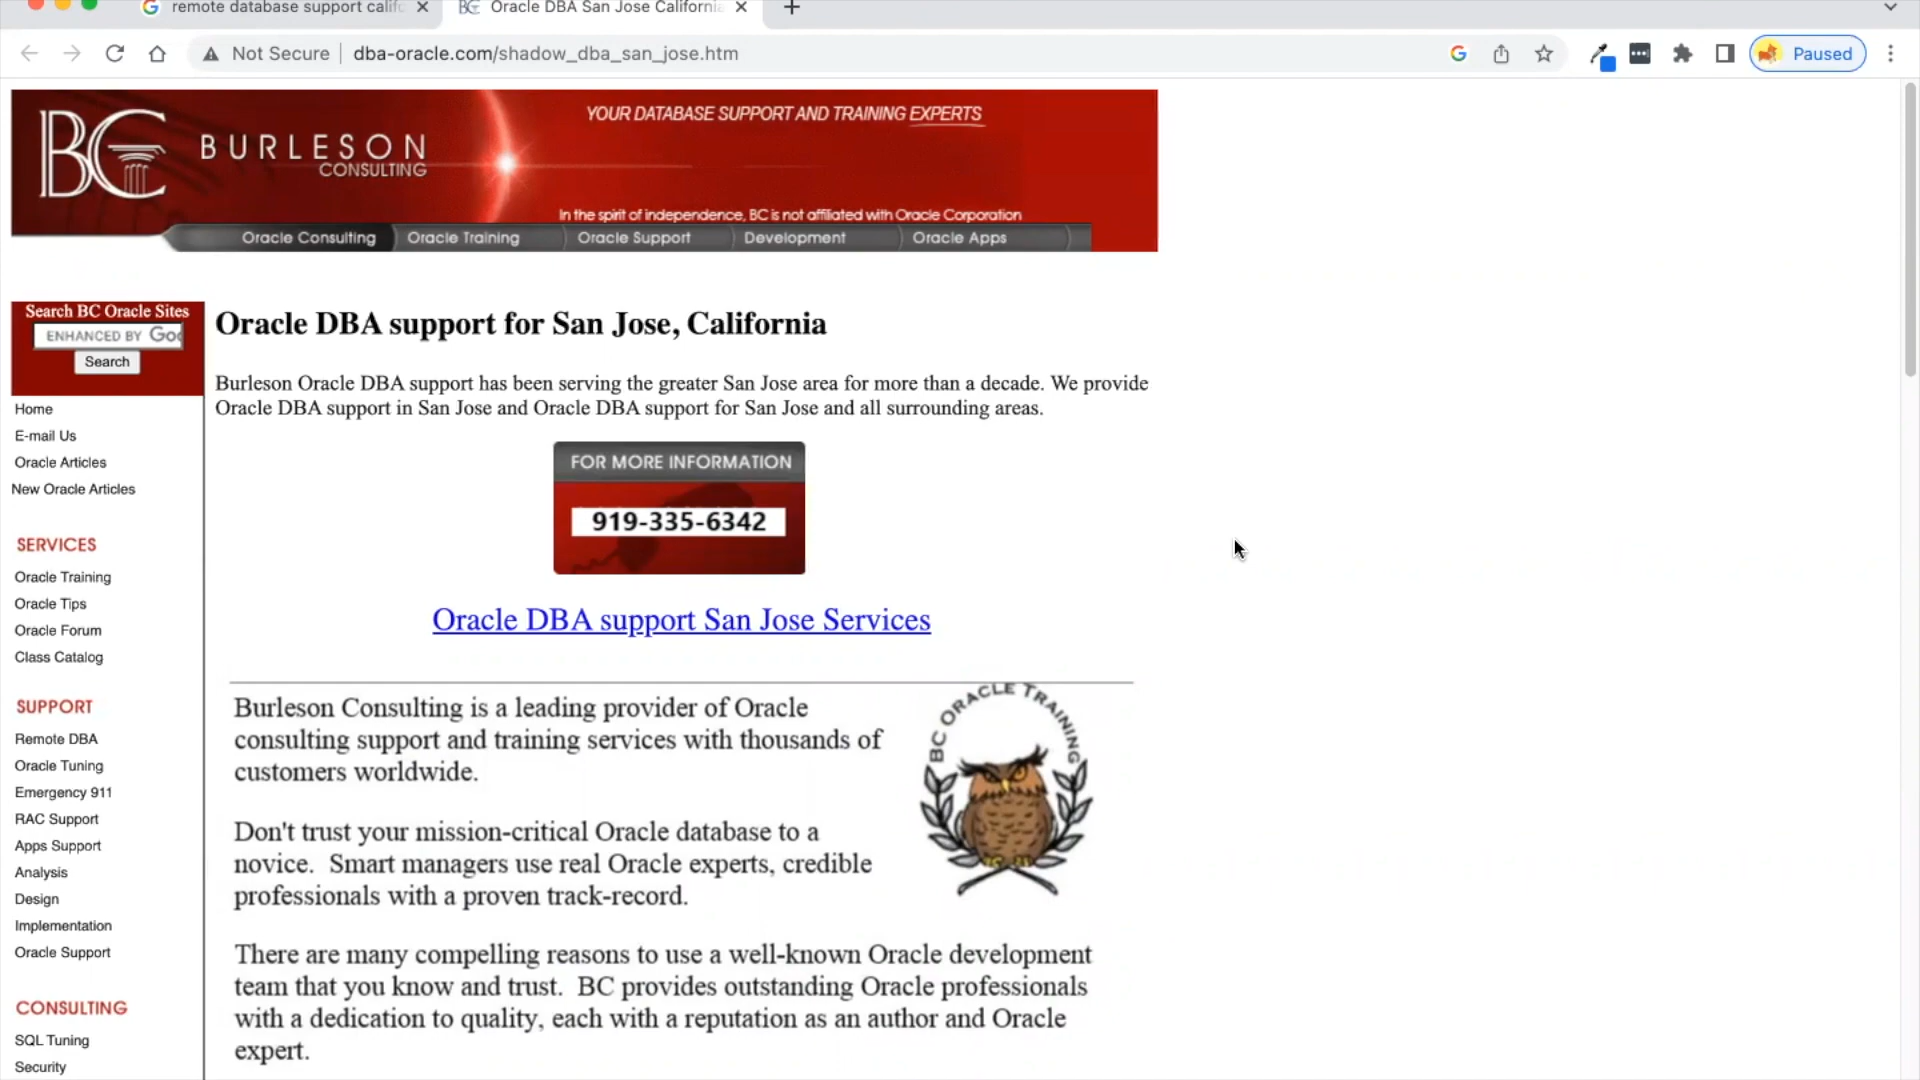 remote database support calif
Oracle DBA San Jose California
Not Secure
dba-oracle.com/shadow_dba_san_jose.htm
Paused
BC
BURLESON
CONSULTING
YOUR DATABASE SUPPORT AND TRAINING EXPERTS
In the spirit of independence, BC is not affiliated with Oracle Corporation
Oracle Consulting
Oracle Training
Oracle Support
Development
Oracle Apps
Search BC Oracle Sites
ENHANCED BY Goo
Search
Home
E-mail Us
Oracle Articles
New Oracle Articles
SERVICES
Oracle Training
Oracle Tips
Oracle Forum
Class Catalog
SUPPORT
Remote DBA
Oracle Tuning
Emergency 911
RAC Support
Apps Support
Analysis
Design
Implementation
Oracle Support
CONSULTING
SQL Tuning
Security
Oracle DBA support for San Jose, California
Burleson Oracle DBA support has been serving the greater San Jose area for more than a decade. We provide
Oracle DBA support in San Jose and Oracle DBA support for San Jose and all surrounding areas.
FOR MORE INFORMATION
919-335-6342
Oracle DBA support San Jose Services
Burleson Consulting is a leading provider of Oracle
consulting support and training services with thousands of
customers worldwide.
BC ORACLE TRAINING
Don't trust your mission-critical Oracle database to a
novice. Smart managers use real Oracle experts, credible
professionals with a proven track-record.
There are many compelling reasons to use a well-known Oracle development
team that you know and trust. BC provides outstanding Oracle professionals
with a dedication to quality, each with a reputation as an author and Oracle
expert.